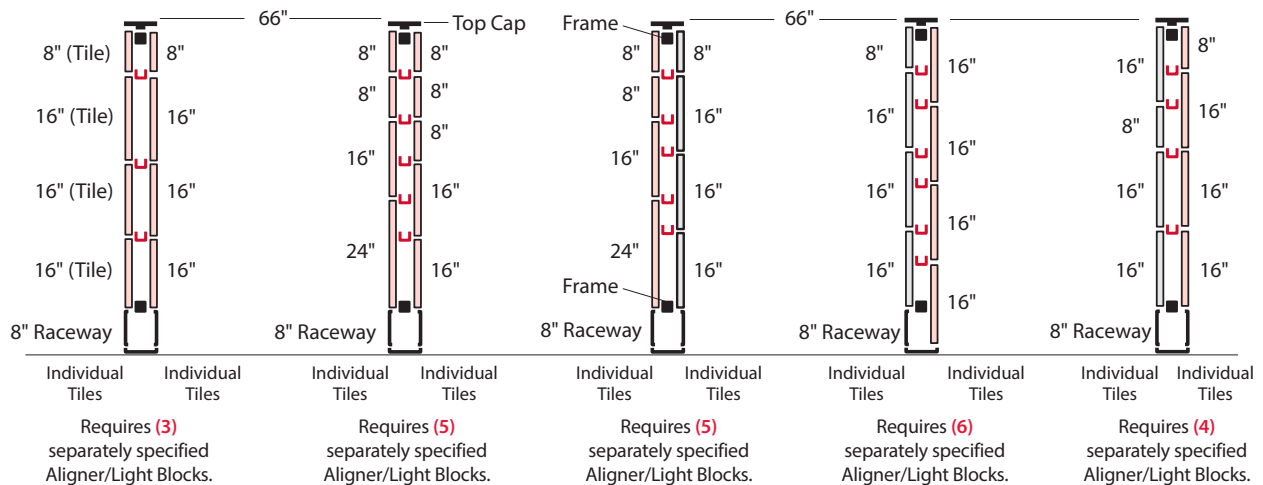 66"
Top Cap
8" (Tile)
8"
16" (Tile)
16"
16" (Tile)
16"
16" (Tile)
16"
8" Raceway
8"
8"
8"
8"
8"
16"
16"
24"
16"
8" Raceway
Frame
66"
8"
8"
8"
16"
16"
16"
24"
16"
Frame
8" Raceway
8"
16"
16"
16"
16"
16"
16"
16"
8" Raceway
8"
16"
16"
8"
16"
16"
16"
16"
8" Raceway
Individual Tiles
Individual Tiles
Requires (3)
separately specified
Aligner/Light Blocks.
Individual Tiles
Individual Tiles
Requires (5)
separately specified
Aligner/Light Blocks.
Individual Tiles
Individual Tiles
Requires (5)
separately specified
Aligner/Light Blocks.
Individual Tiles
Individual Tiles
Requires (6)
separately specified
Aligner/Light Blocks.
Individual Tiles
Individual Tiles
Requires (4)
separately specified
Aligner/Light Blocks.